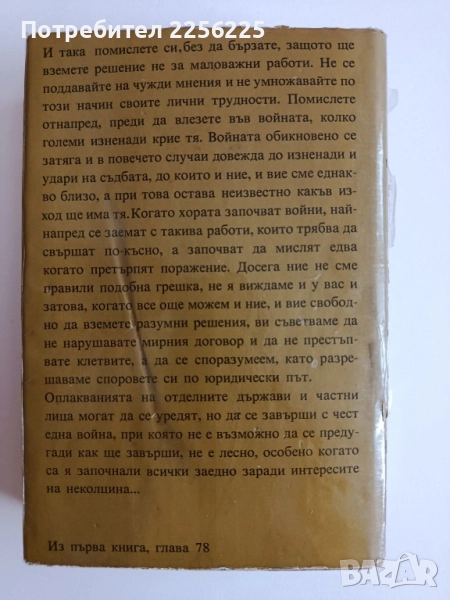 Потребител 2256215
И така помислете си, без да бързате, защото ще
вземете решение не за маловажни работи. Не се
поддавайте на чужди мнения и не умножавайте по
този начин своите лични трудности. Помислете
отнапред, преди да влезете във войната, колко
големи изненади крие тя. Войната обикновено се
затяга и в повечето случаи довежда до изненади и
удари на съдбата, до които и ние, и вие сме еднак-
во близо, а при това остава неизвестно какъв из-
ход ще има тя. Когато хората започват войни, най-
напред се заемат с такива работи, които трябва да
свършат по-късно, а започват да мислят едва
когато претърпят поражение. Досега ние не сме
правили подобна грешка, не я виждаме и у вас и
затова, когато все още можем и ние, и вие свобод-
но да вземете разумни решения, ви съветваме да
не нарушавате мирния договор и да не престъп-
вате клетвите, а да се споразумеем, като разре-
шаваме споровете си по юридически път.
Оплакванията на отделните държави и частни
лица могат да се уредят, но да се завърши с чест
една война, при която не е възможно да се преду-
гади как ще завърши, не е лесно, особено когато
са я започнали всички заедно заради интересите
на неколцина...
Из първа книга, глава 78
BAZAR